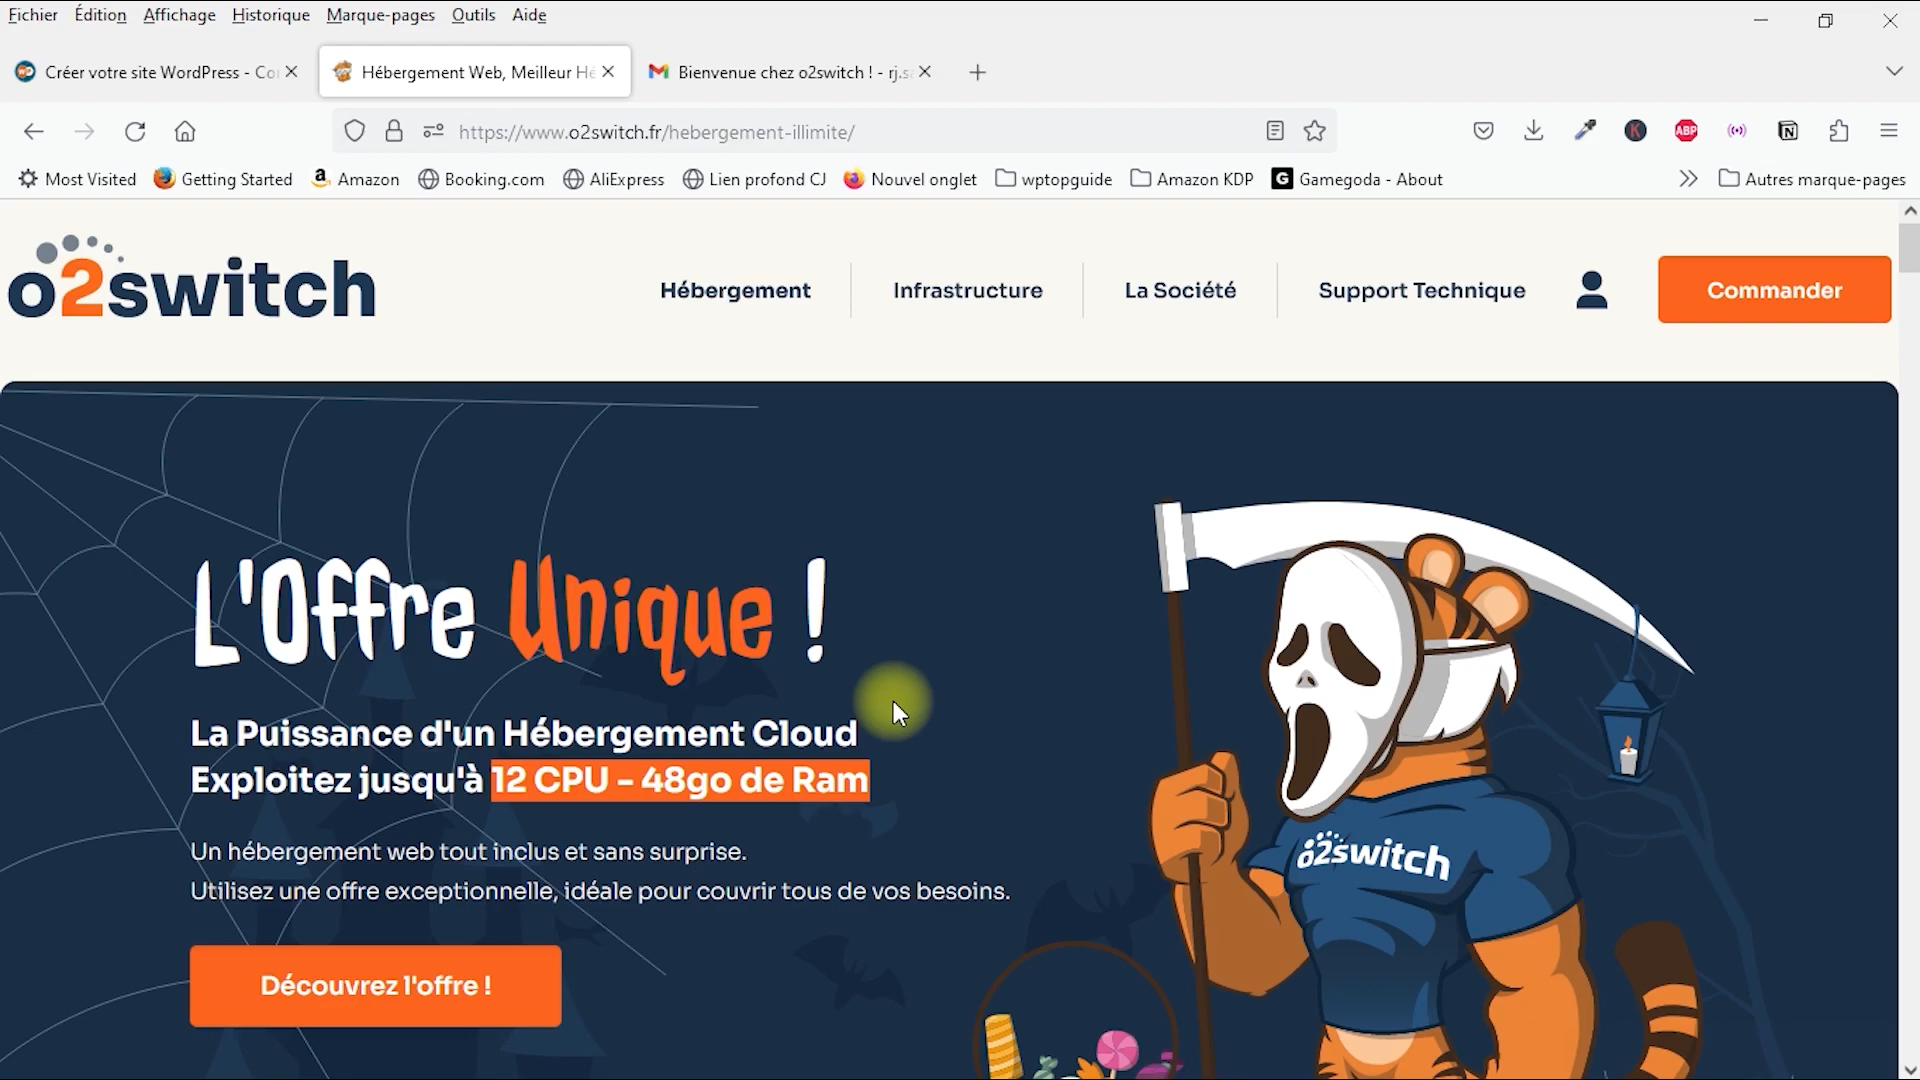 Fichier Édition Affichage Historique Marque-pages Outils Aide
Créer votre site WordPress - Co
Hébergement Web, Meilleur Hé
Bienvenue chez o2switch ! - rj.sa
https://www.o2switch.fr/hebergement-illimite/
K ABP N
Most Visited Getting Started Amazon Booking.com AliExpress Lien profond CJ Nouvel onglet wptopguide Amazon KDP G Gamegoda - About Autres marque-pages
o2switch
Hébergement Infrastructure La Société Support Technique Commander
L'Offre Unique !
La Puissance d'un Hébergement Cloud
Exploitez jusqu'à 12 CPU - 48go de Ram
Un hébergement web tout inclus et sans surprise.
Utilisez une offre exceptionnelle, idéale pour couvrir tous de vos besoins.
Découvrez l'offre !
o2switch